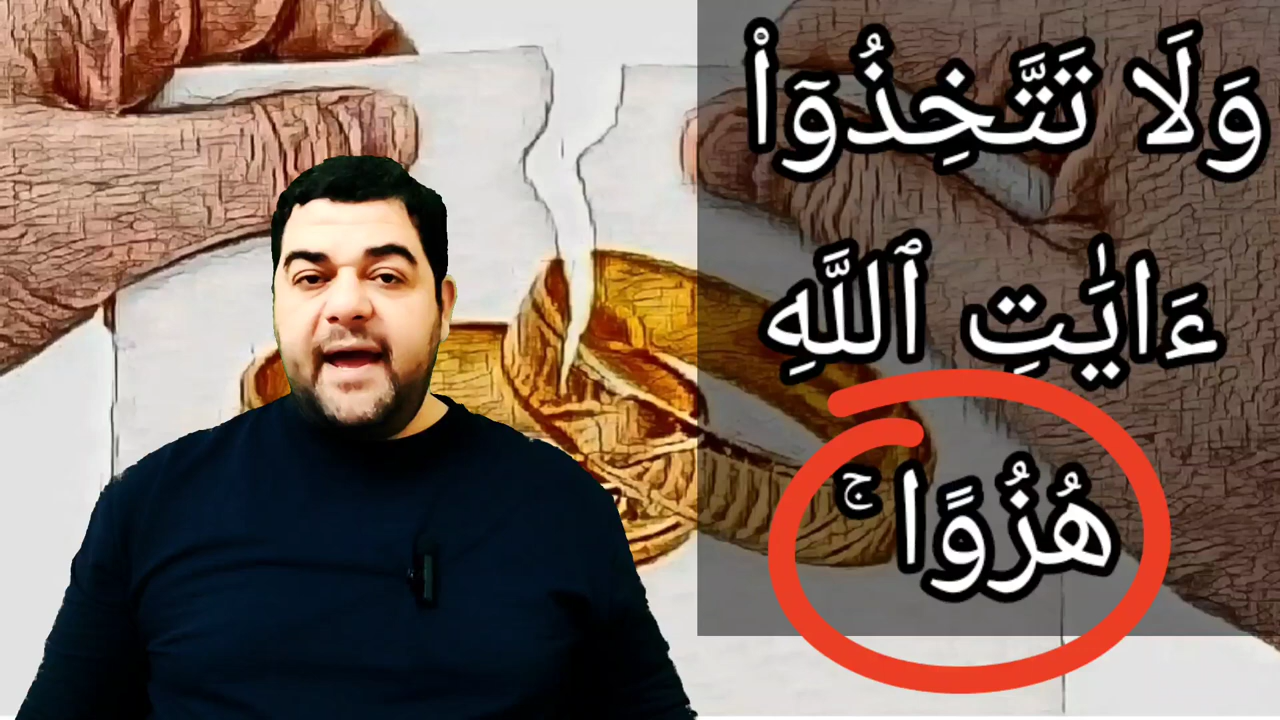 وَلَا تَتَّخِذُوٓا۟
ءَايَٰتِ ٱللَّهِ
هُزُوًا ۚ